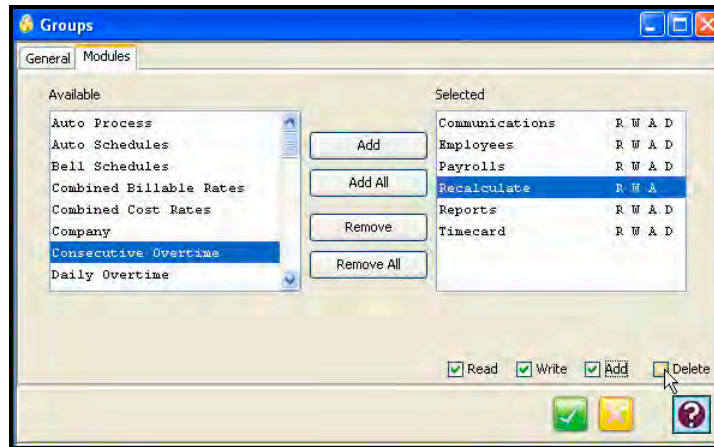 Groups
General Modules
Available
Selected
Auto Process
Auto Schedules
Bell Schedules
Combined Billable Rates
Combined Cost Rates
Company
Consecutive Overtime
Daily Overtime
Add
Add All
Remove
Remove All
Communications R W A D
Employees R W A D
Payrolls R W A D
Recalculate R W A
Reports R W A D
Timecard R W A D
Read Write Add Delete
?